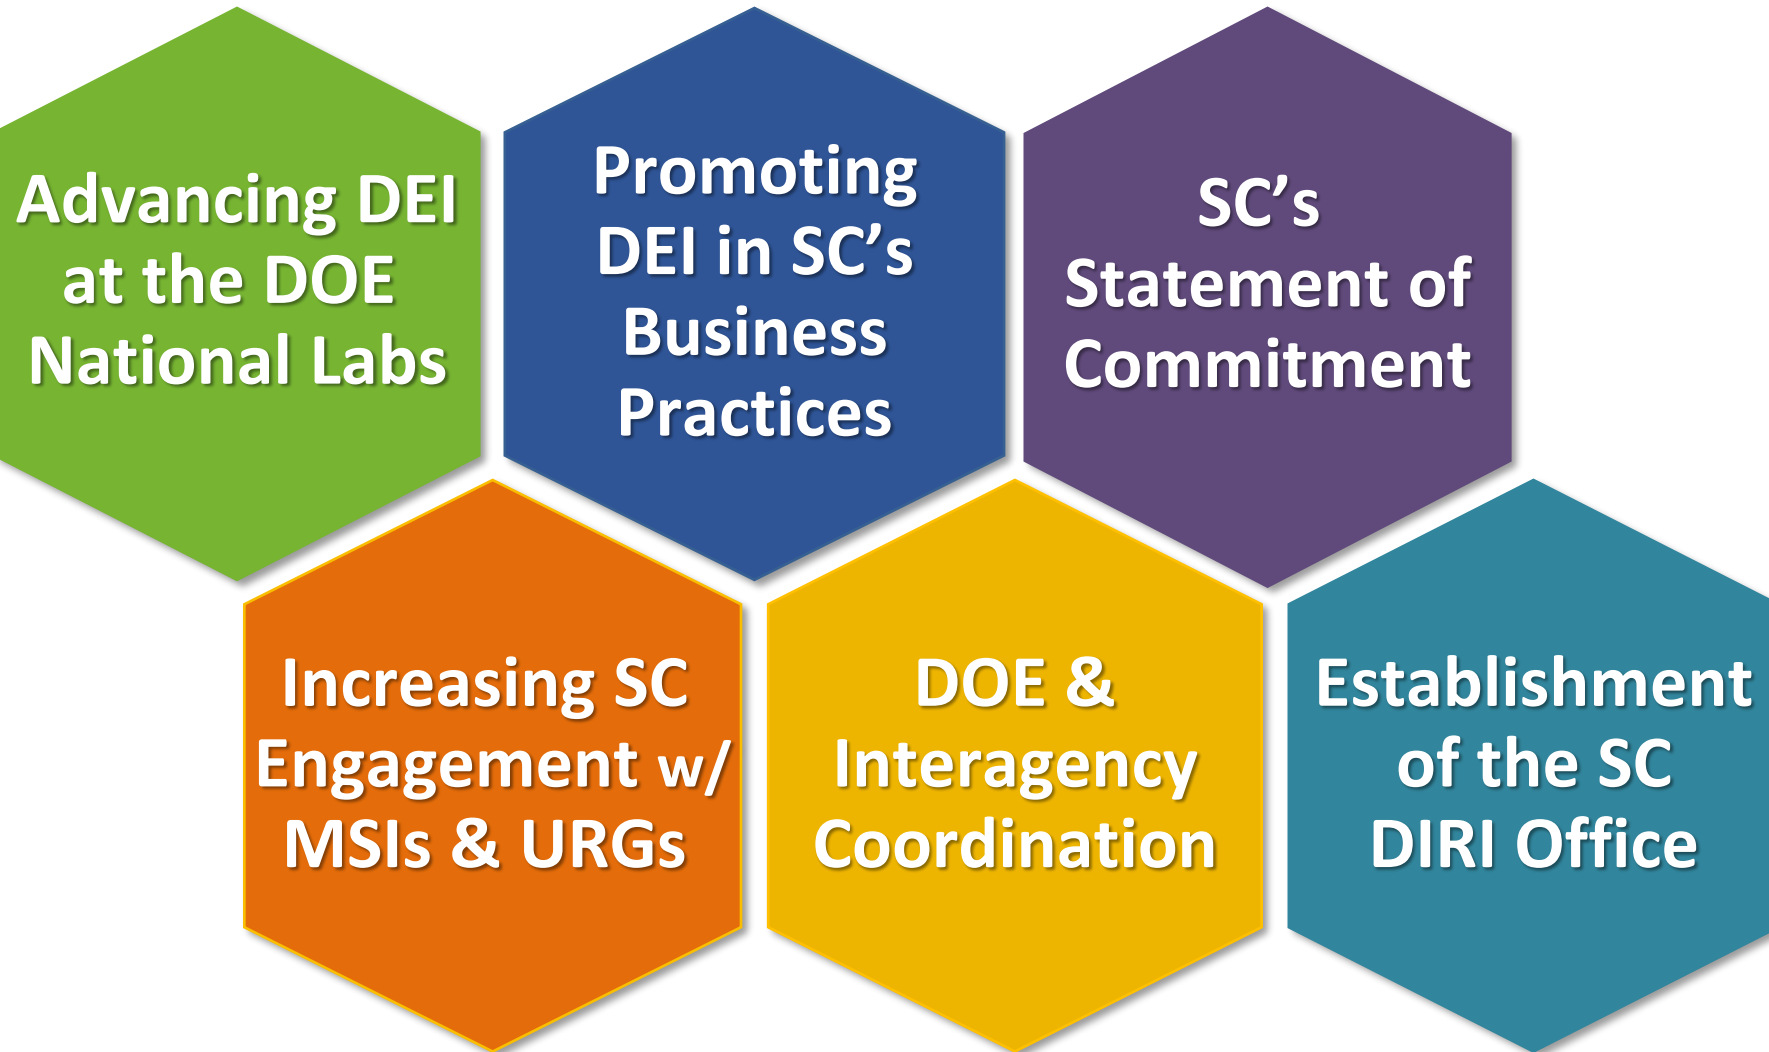 Advancing DEI
at the DOE
National Labs
Promoting
DEI in SC’s
Business
Practices
SC’s
Statement of
Commitment
Increasing SC
Engagement w/
MSIs & URGs
DOE &
Interagency
Coordination
Establishment
of the SC
DIRI Office